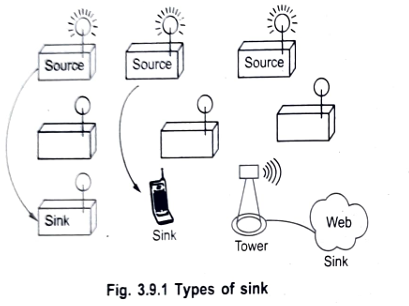 Source
Source
Source
Sink
Sink
Tower
Web
Sink
Fig. 3.9.1 Types of sink